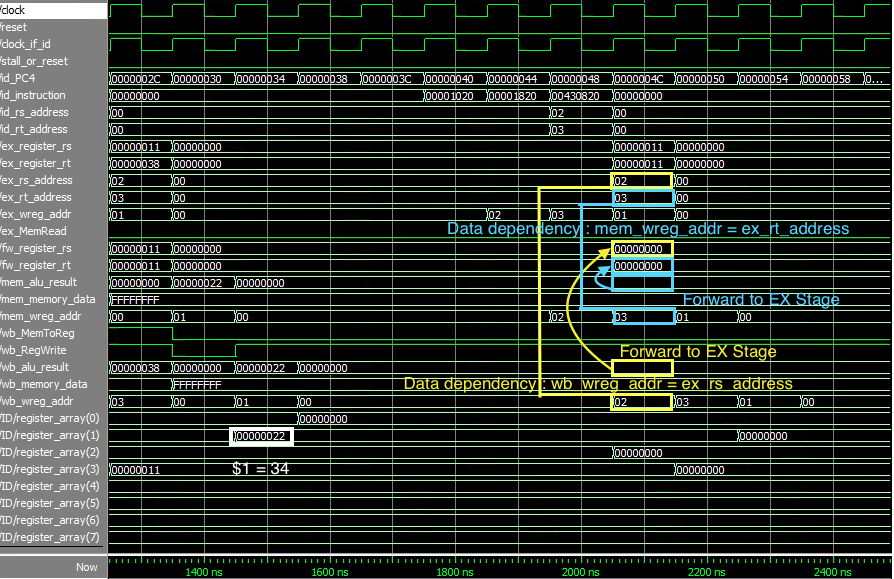 /clock
/reset
/clock_if_id
/stall_or_reset
/id_PC4 0000002C 00000030 00000034 00000038 0000003C 00000040 00000044 00000048 0000004C 00000050 00000054 00000058 0...
/id_instruction 00000000 00001020 00001820 00430820 00000000
/id_rs_address 00 02 00
/id_rt_address 00 03 00
/ex_register_rs 00000011 00000000 00000011 00000000
/ex_register_rt 00000038 00000000 00000011 00000000
/ex_rs_address 02 00 02 00
/ex_rt_address 03 00 03 00
/ex_wreg_addr 01 00 02 03 01 00
/ex_MemRead Data dependency : mem_wreg_addr = ex_rt_address
/fw_register_rs 00000011 00000000 00000000
/fw_register_rt 00000011 00000000 00000000
/mem_alu_result 00000000 00000022 00000000
/mem_memory_data FFFFFFFF Forward to EX Stage
/mem_wreg_addr 00 01 00 02 03 01 00
/wb_MemToReg
/wb_RegWrite Forward to EX Stage
/wb_alu_result 00000038 00000000 00000022 00000000
/wb_memory_data FFFFFFFF Data dependency : wb_wreg_addr = ex_rs_address
/wb_wreg_addr 03 00 01 00 02 03 01 00
/ID/register_array(0) 00000000
/ID/register_array(1) 00000022 00000000
/ID/register_array(2) 00000000
/ID/register_array(3) 00000011 $1 = 34 00000000
/ID/register_array(4)
/ID/register_array(5)
/ID/register_array(6)
/ID/register_array(7)
Now 1400 ns 1600 ns 1800 ns 2000 ns 2200 ns 2400 ns